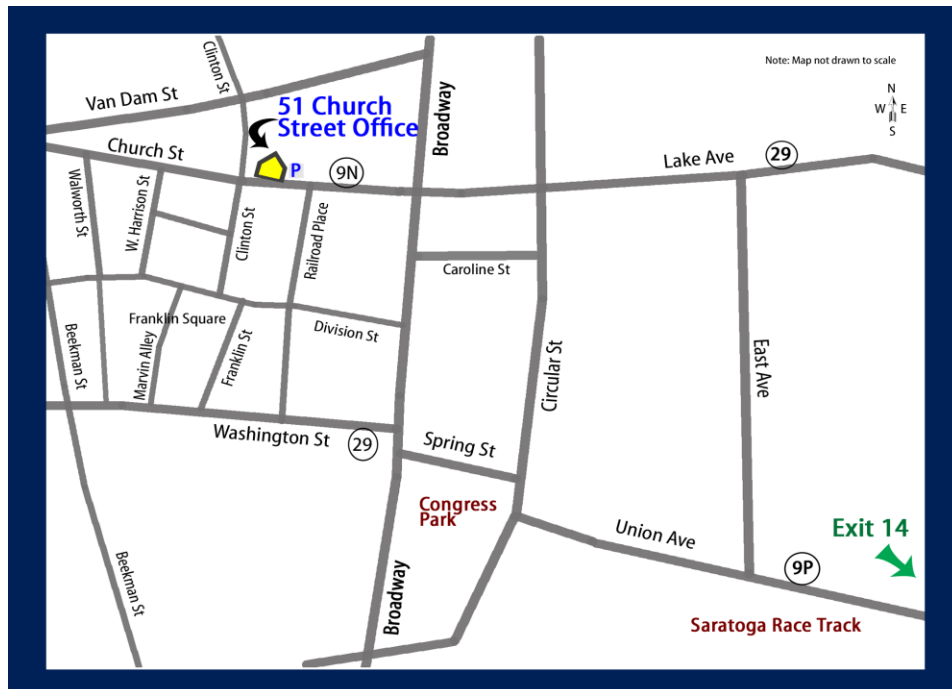 Clinton St
Note: Map not drawn to scale
Van Dam St
N
W E
S
51 Church
Street Office
Broadway
Church St
P
9N
Lake Ave
29
Walworth St
W. Harrison St
Clinton St
Railroad Place
Caroline St
Franklin Square
Division St
Beekman St
Marvin Alley
Franklin St
Circular St
East Ave
Washington St
29
Spring St
Congress
Park
Union Ave
Exit 14
9P
Beekman St
Broadway
Saratoga Race Track